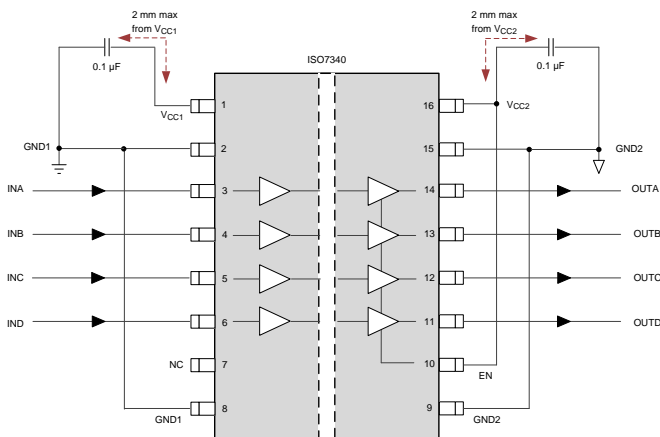 2 mm max
from VCC1
2 mm max
from VCC2
0.1 µF
ISO7340
0.1 µF
VCC1
1
16
VCC2
GND1
2
15
GND2
INA
3
14
OUTA
INB
4
13
OUTB
INC
5
12
OUTC
IND
6
11
OUTD
NC
7
10
EN
GND1
8
9
GND2